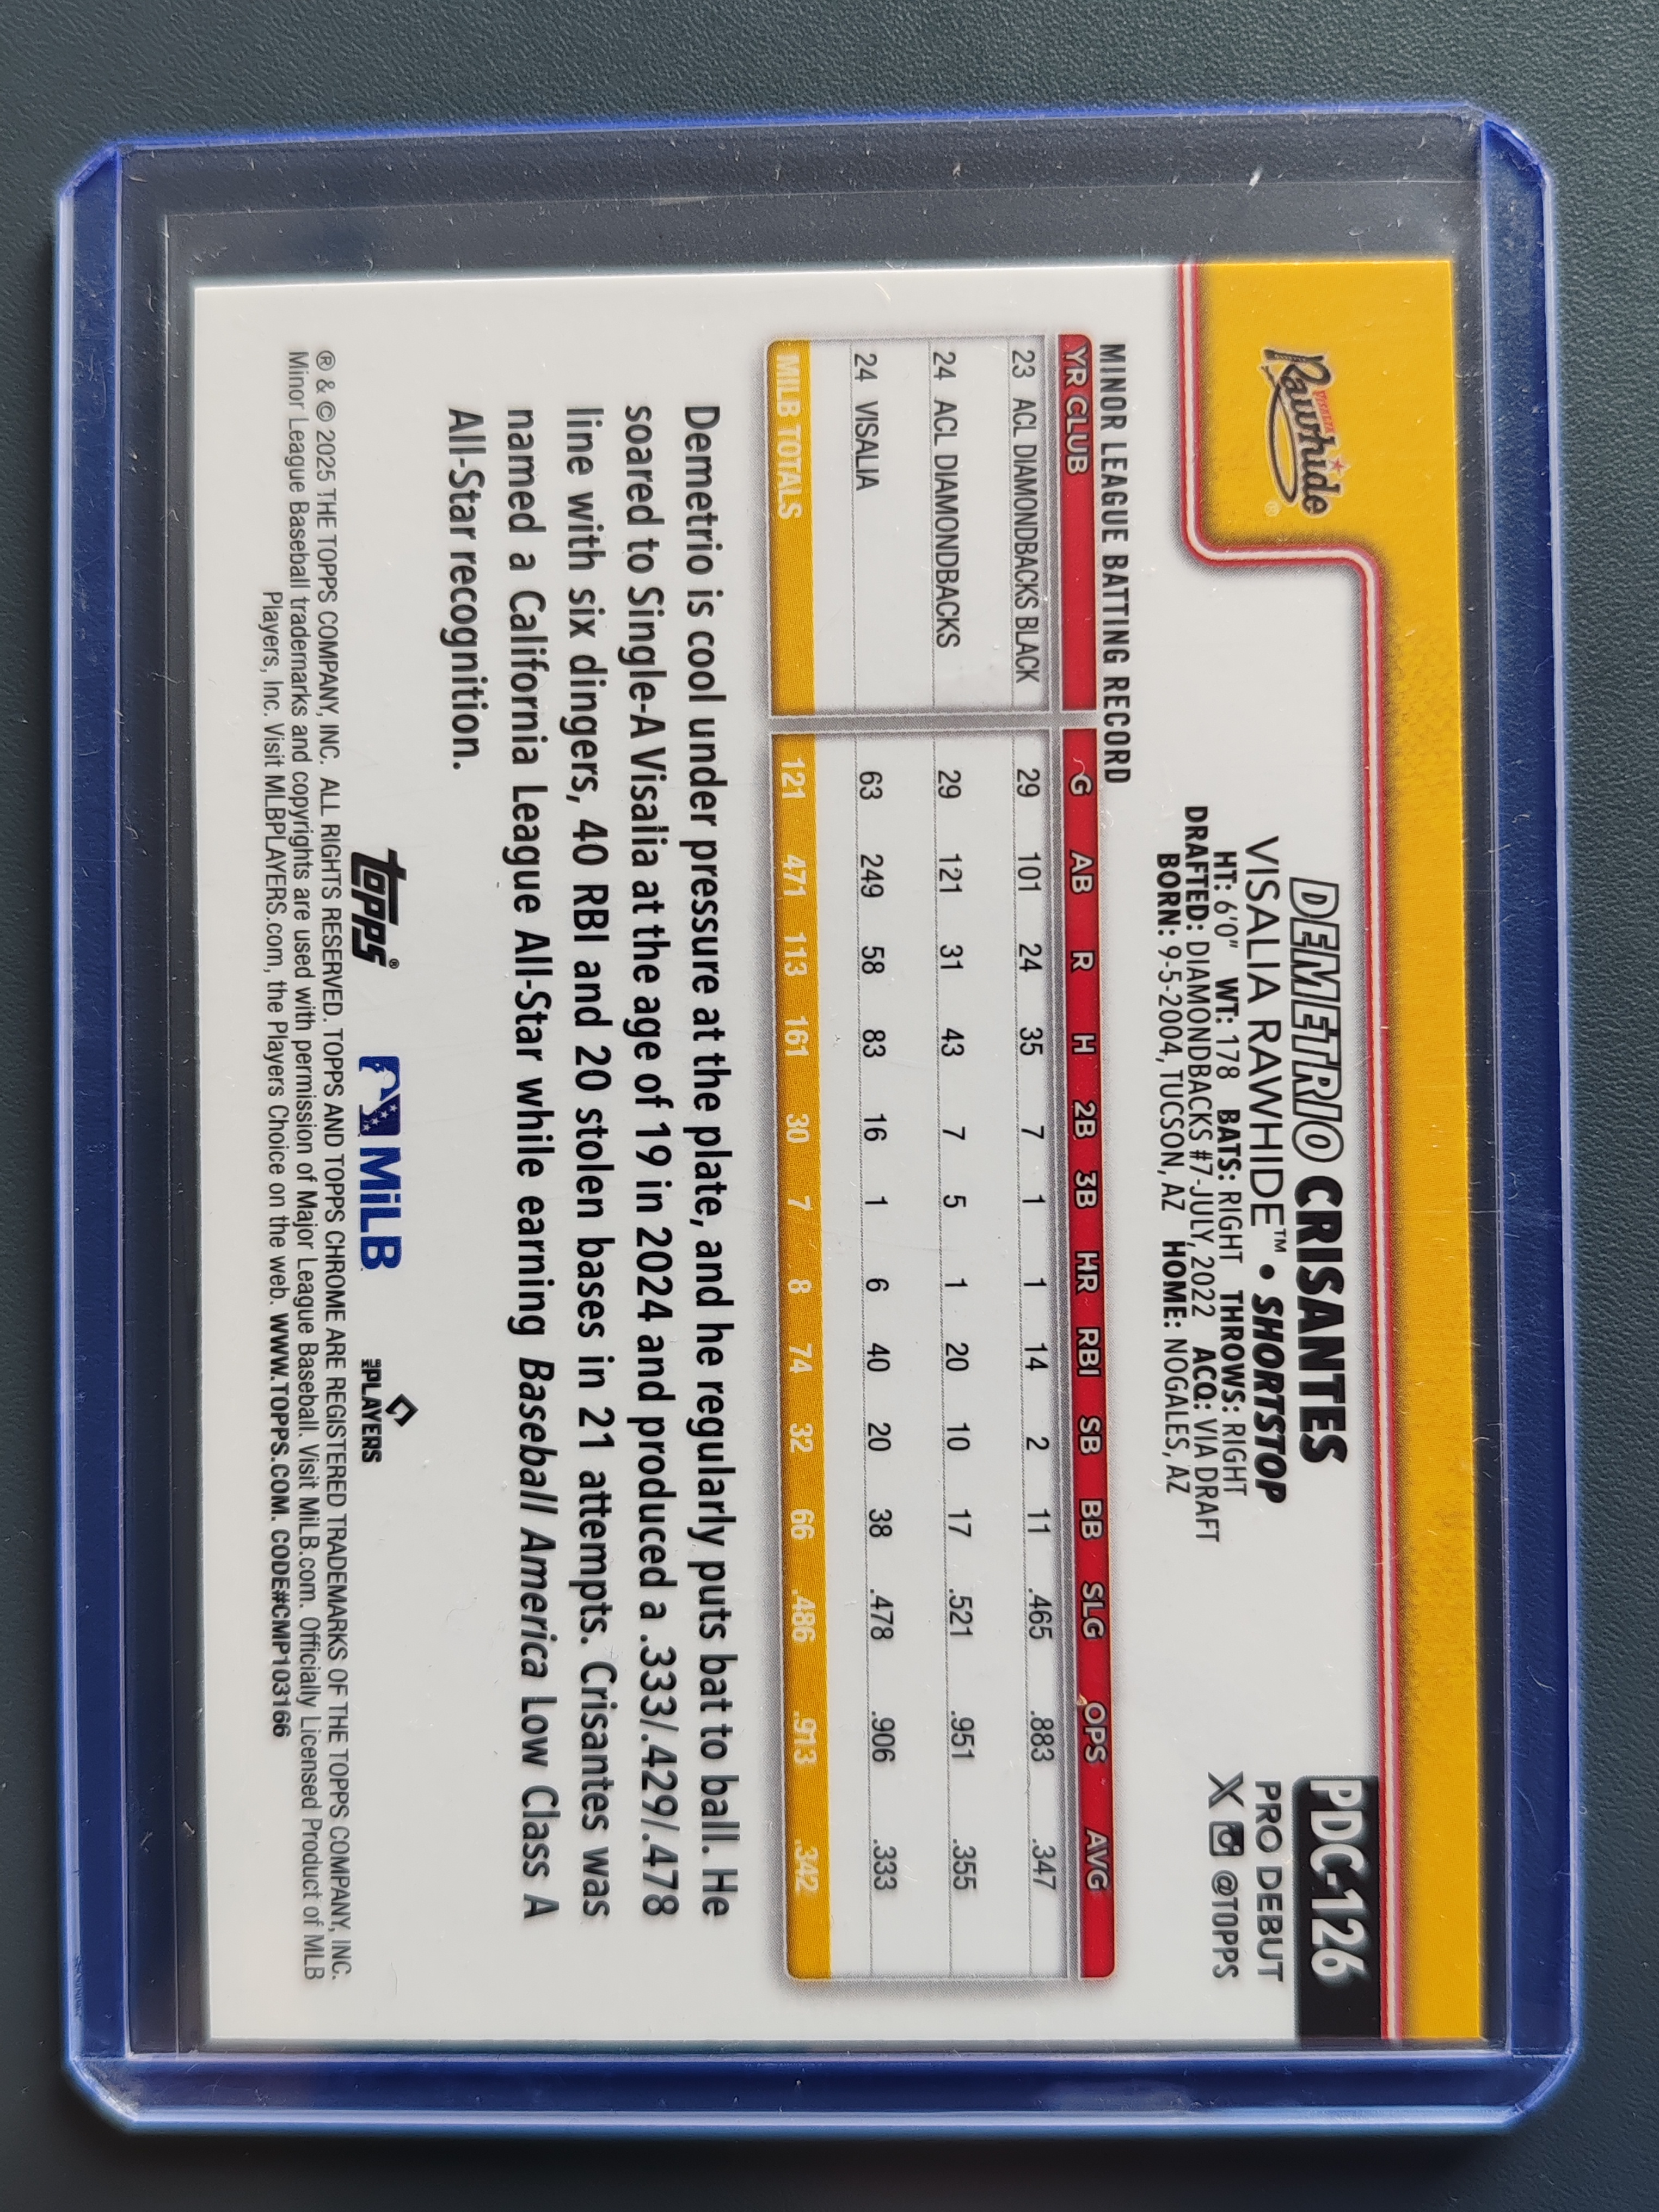 VISALIA
Rawhide®
DEMETRIO CRISANTES
VISALIA RAWHIDE™ • SHORTSTOP
HT: 6'0" WT: 178 BATS: RIGHT THROWS: RIGHT
DRAFTED: DIAMONDBACKS #7-JULY, 2022 ACQ: VIA DRAFT
BORN: 9-5-2004, TUCSON, AZ HOME: NOGALES, AZ
PDC-126
PRO DEBUT
X @TOPPS
MINOR LEAGUE BATTING RECORD
YR CLUB G AB R H 2B 3B HR RBI SB BB SLG OPS AVG
23 ACL DIAMONDBACKS BLACK 29 101 24 35 7 1 1 14 2 11 .465 .883 .347
24 ACL DIAMONDBACKS 29 121 31 43 7 5 1 20 10 17 .521 .951 .355
24 VISALIA 63 249 58 83 16 1 6 40 20 38 .478 .906 .333
MILB TOTALS 121 471 113 161 30 7 8 74 32 66 .486 .913 .342
Demetrio is cool under pressure at the plate, and he regularly puts bat to ball. He
soared to Single-A Visalia at the age of 19 in 2024 and produced a .333/.429/.478
line with six dingers, 40 RBI and 20 stolen bases in 21 attempts. Crisantes was
named a California League All-Star while earning Baseball America Low Class A
All-Star recognition.
topps® MiLB MLB PLAYERS
® & © 2025 THE TOPPS COMPANY, INC. ALL RIGHTS RESERVED. TOPPS AND TOPPS CHROME ARE REGISTERED TRADEMARKS OF THE TOPPS COMPANY, INC.
Minor League Baseball trademarks and copyrights are used with permission of Major League Baseball. Visit MiLB.com. Officially Licensed Product of MLB
Players, Inc. Visit MLBPLAYERS.com, the Players Choice on the web. WWW.TOPPS.COM. CODE#CMP103166